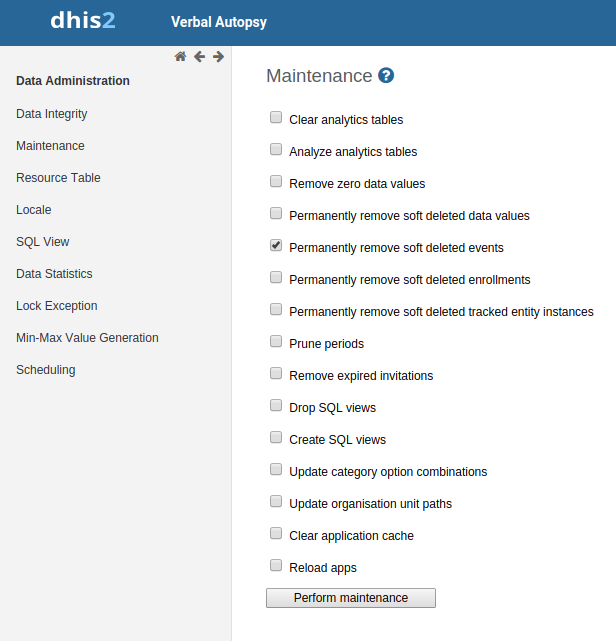 dhis2 Verbal Autopsy
Data Administration
Data Integrity
Maintenance
Resource Table
Locale
SQL View
Data Statistics
Lock Exception
Min-Max Value Generation
Scheduling
Maintenance ?
Clear analytics tables
Analyze analytics tables
Remove zero data values
Permanently remove soft deleted data values
Permanently remove soft deleted events
Permanently remove soft deleted enrollments
Permanently remove soft deleted tracked entity instances
Prune periods
Remove expired invitations
Drop SQL views
Create SQL views
Update category option combinations
Update organisation unit paths
Clear application cache
Reload apps
Perform maintenance